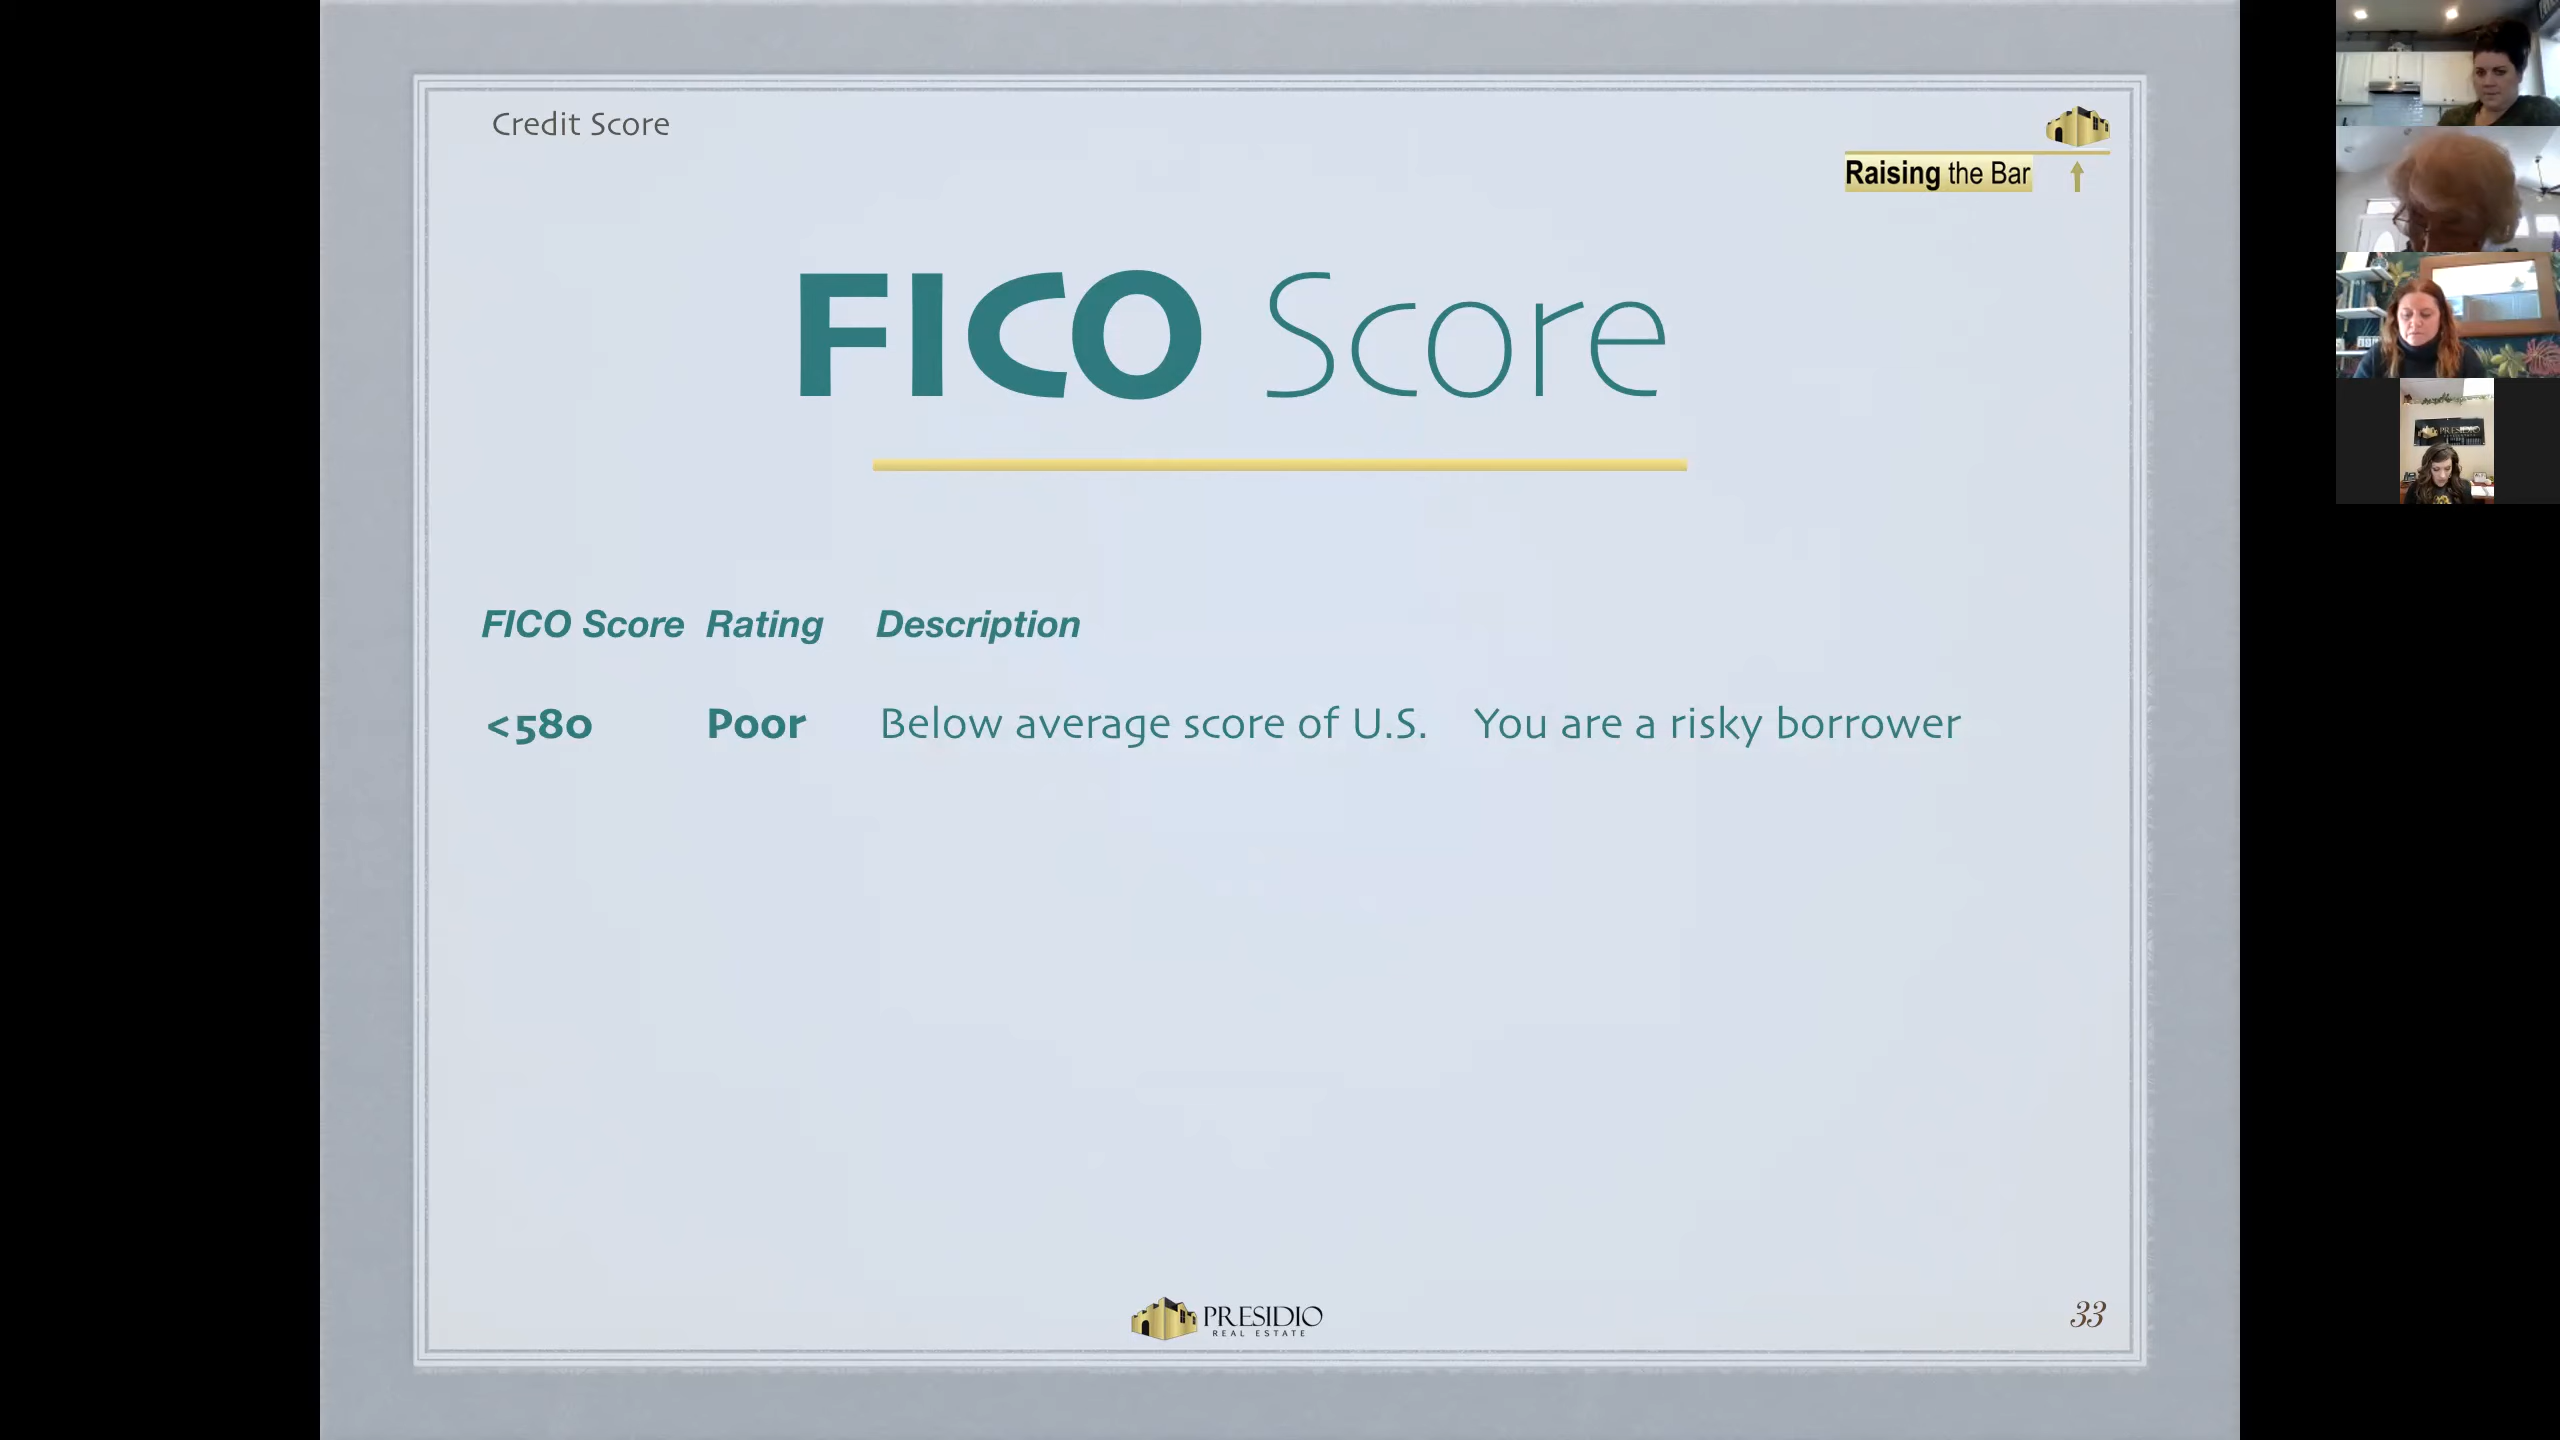 Credit Score
Raising the Bar
FICO Score
FICO Score Rating Description
<580 Poor Below average score of U.S. You are a risky borrower
PRESIDIO
REAL ESTATE
33
PRESIDIO